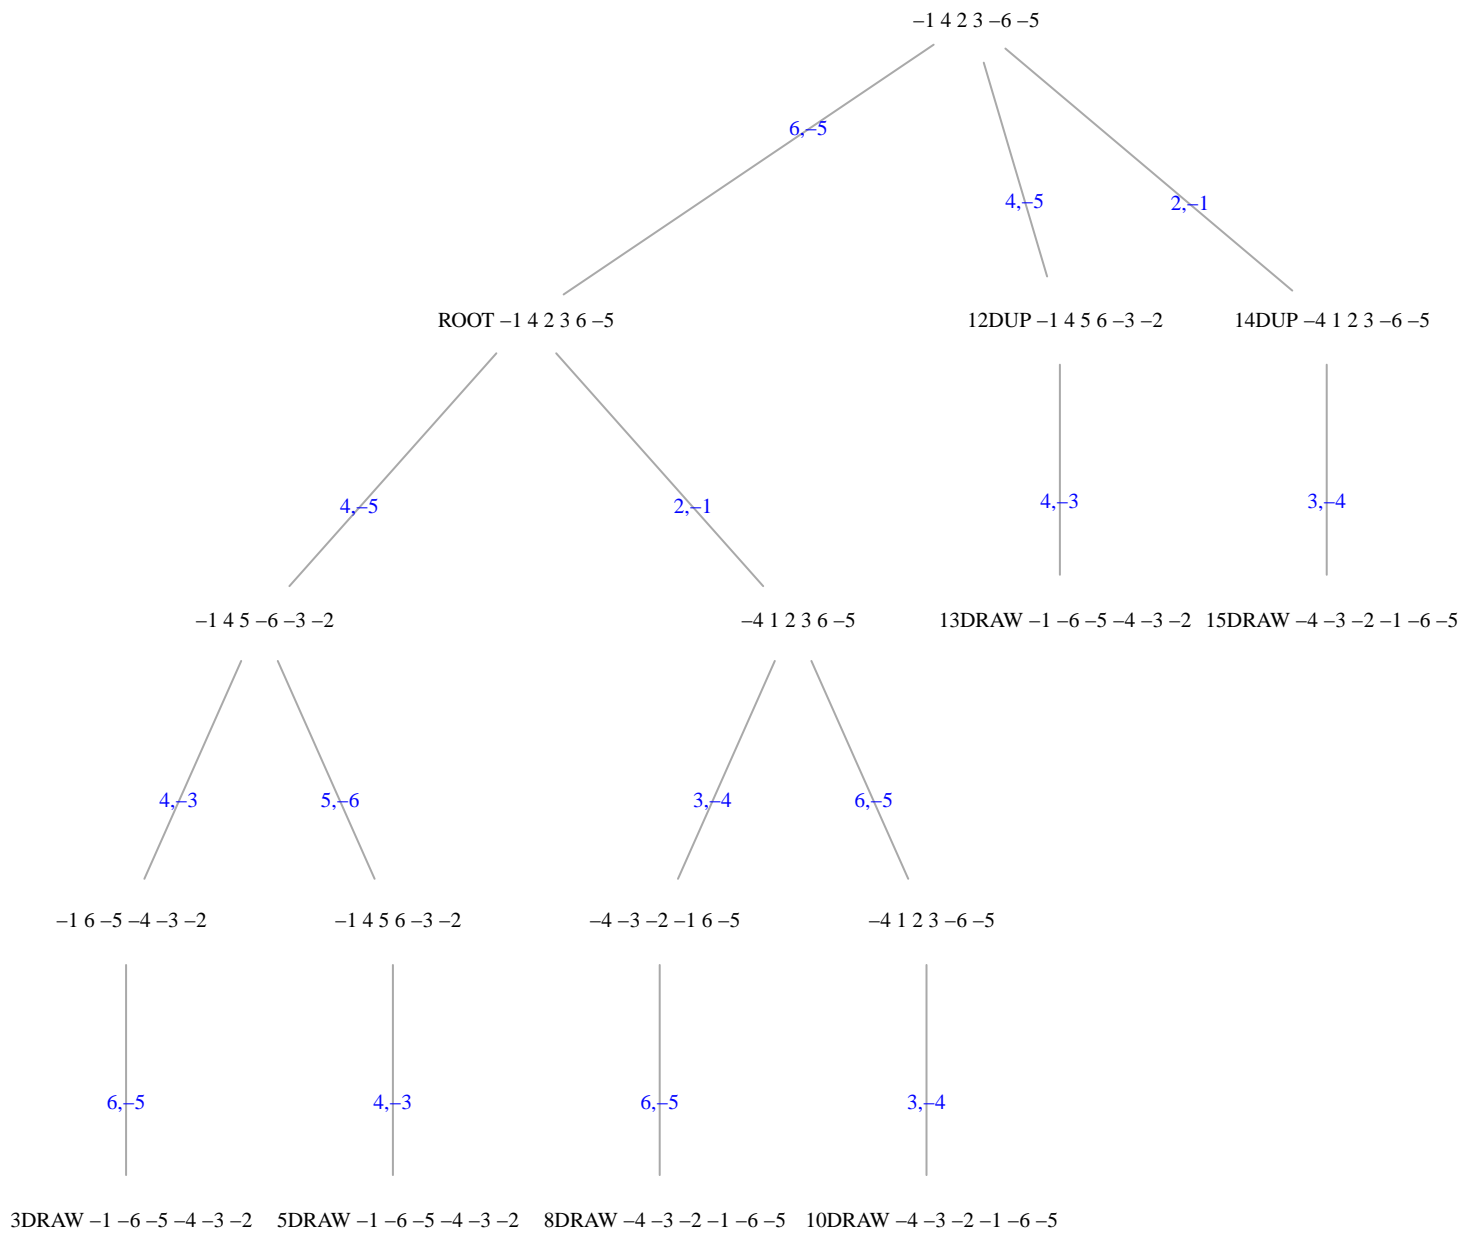 –1 4 2 3 –6 –5
6,–5
4,–5
2,–1
ROOT –1 4 2 3 6 –5
12DUP –1 4 5 6 –3 –2
14DUP –4 1 2 3 –6 –5
4,–5
2,–1
4,–3
3,–4
–1 4 5 –6 –3 –2
–4 1 2 3 6 –5
13DRAW –1 –6 –5 –4 –3 –2
15DRAW –4 –3 –2 –1 –6 –5
4,–3
5,–6
3,–4
6,–5
–1 6 –5 –4 –3 –2
–1 4 5 6 –3 –2
–4 –3 –2 –1 6 –5
–4 1 2 3 –6 –5
6,–5
4,–3
6,–5
3,–4
3DRAW –1 –6 –5 –4 –3 –2
5DRAW –1 –6 –5 –4 –3 –2
8DRAW –4 –3 –2 –1 –6 –5
10DRAW –4 –3 –2 –1 –6 –5